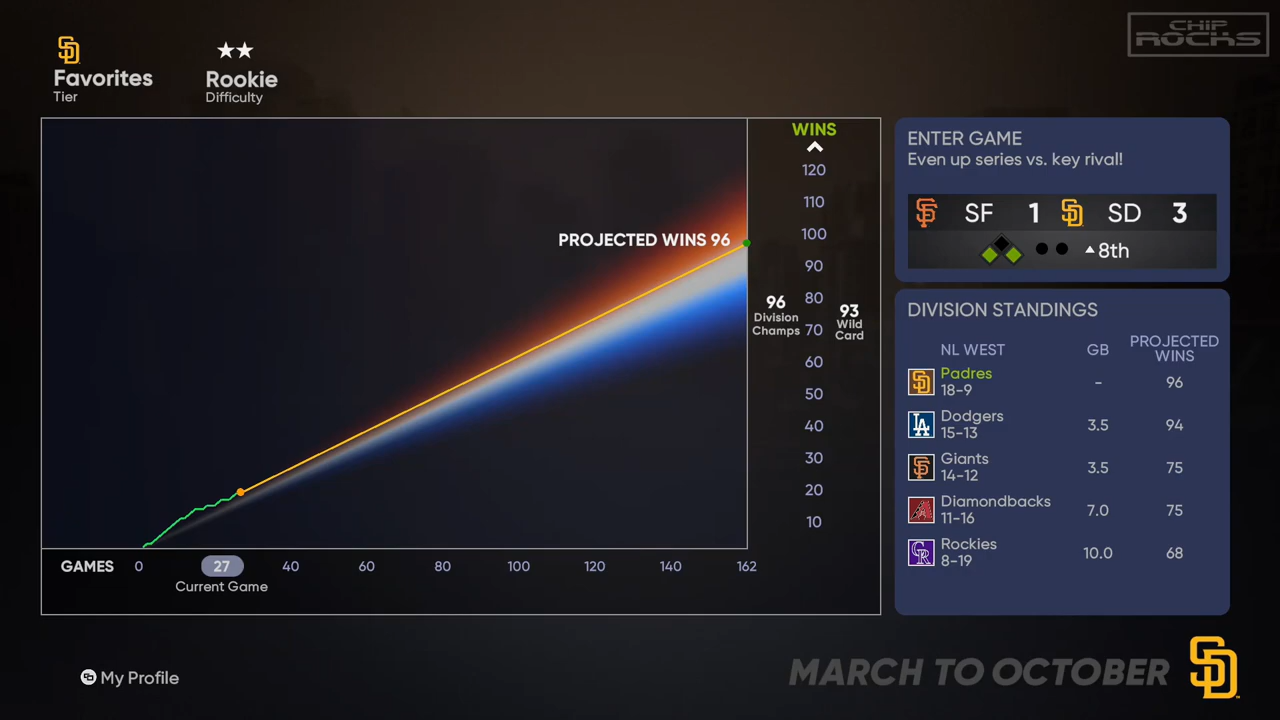 CHIP
ROCKS
Favorites
Tier
Rookie
Difficulty
WINS
120
110
100
90
80
70
60
50
40
30
20
10
PROJECTED WINS 96
96
Division
Champs
93
Wild
Card
GAMES 0 27 40 60 80 100 120 140 162
Current Game
ENTER GAME
Even up series vs. key rival!
SF 1 SD 3
8th
DIVISION STANDINGS
NL WEST GB PROJECTED WINS
Padres
18-9 - 96
Dodgers
15-13 3.5 94
Giants
14-12 3.5 75
Diamondbacks
11-16 7.0 75
Rockies
8-19 10.0 68
My Profile
MARCH TO OCTOBER
SD